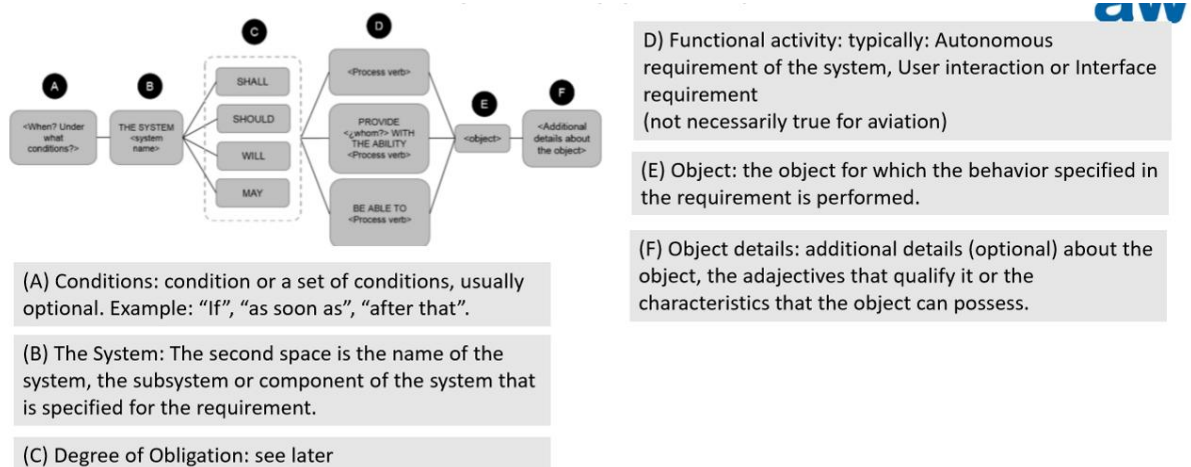 A
B
C
D
E
F
<When? Under
what
conditions?>
THE SYSTEM
<system
name>
SHALL
SHOULD
WILL
MAY
<Process verb>
PROVIDE
<¿whom?> WITH
THE ABILITY
<Process verb>
BE ABLE TO
<Process verb>
<object>
<Additional
details about
the object>
(A) Conditions: condition or a set of conditions, usually
optional. Example: “If”, “as soon as”, “after that”.
(B) The System: The second space is the name of the
system, the subsystem or component of the system that
is specified for the requirement.
(C) Degree of Obligation: see later
D) Functional activity: typically: Autonomous
requirement of the system, User interaction or Interface
requirement
(not necessarily true for aviation)
(E) Object: the object for which the behavior specified in
the requirement is performed.
(F) Object details: additional details (optional) about the
object, the adajectives that qualify it or the
characteristics that the object can possess.